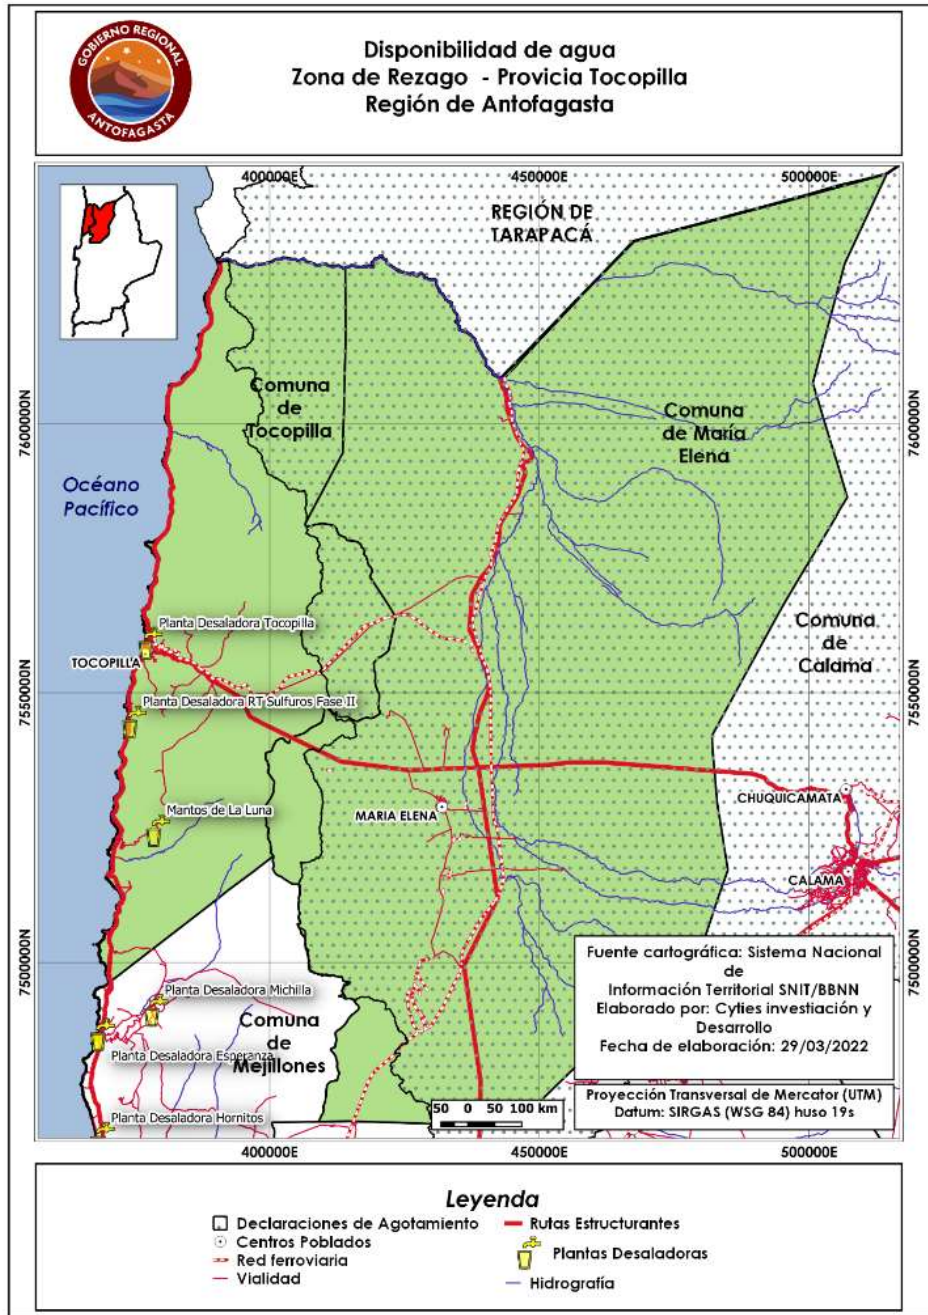 GOBIERNO REGIONAL
ANTOFAGASTA
Disponibilidad de agua
Zona de Rezago - Provicia Tocopilla
Región de Antofagasta
400000E
450000E
500000E
REGIÓN DE
TARAPACÁ
Comuna
de
Tocopilla
Comuna
de María
Elena
7600000N
7600000N
Océano
Pacífico
Planta Desaladora Tocopilla
TOCOPILLA
Comuna
de
Calama
7550000N
7550000N
Planta Desaladora RT Sulfuros Fase II
CHUQUICAMATA
Mantos de La Luna
MARIA ELENA
CALAMA
7500000N
7500000N
Planta Desaladora Michilla
Comuna
de
Mejillones
Planta Desaladora Esperanza
Planta Desaladora Hornitos
Fuente cartográfica: Sistema Nacional
de
Información Territorial SNIT/BBNN
Elaborado por: Cyties investiación y
Desarrollo
Fecha de elaboración: 29/03/2022
Proyección Transversal de Mercator (UTM)
Datum: SIRGAS (WSG 84) huso 19s
50 0 50 100 km
400000E
450000E
500000E
Leyenda
Declaraciones de Agotamiento
Centros Poblados
Red ferroviaria
Vialidad
Rutas Estructurantes
Plantas Desaladoras
Hidrografía